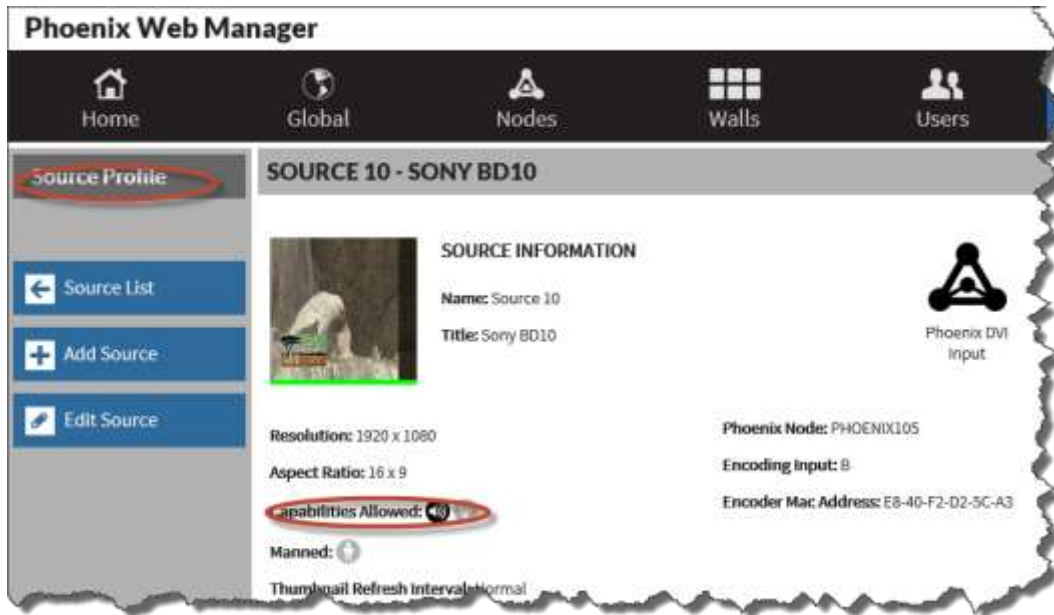 Phoenix Web Manager
Home
Global
Nodes
Walls
Users
Source Profile
SOURCE 10 - SONY BD10
Source List
Add Source
Edit Source
SOURCE INFORMATION
Name: Source 10
Title: Sony BD10
Phoenix DVI
Input
Resolution: 1920 x 1080
Aspect Ratio: 16 x 9
Capabilities Allowed:
Manned:
Thumbnail Refresh Interval: Normal
Phoenix Node: PHOENIX105
Encoding Input: B
Encoder Mac Address: E8-40-F2-D2-5C-A3